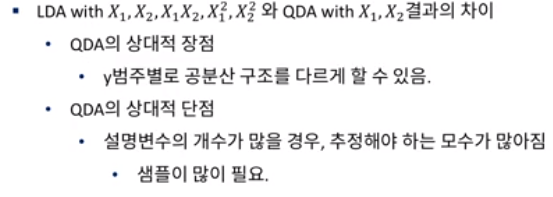 ▪ LDA with X₁, X₂, X₁X₂, X₁², X₂² 와 QDA with X₁, X₂결과의 차이
• QDA의 상대적 장점
• y범주별로 공분산 구조를 다르게 할 수 있음.
• QDA의 상대적 단점
• 설명변수의 개수가 많을 경우, 추정해야 하는 모수가 많아짐
• 샘플이 많이 필요.